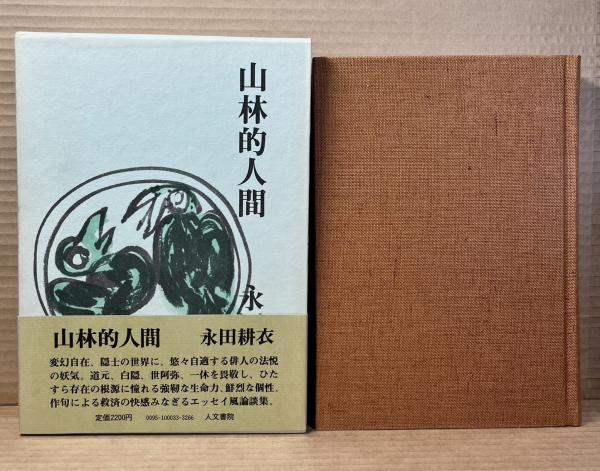 山林的人間
永
山林的人間 永田耕衣
変幻自在、隠士の世界に、悠々自適する俳人の法悦
の妖気。道元、白隠、世阿弥、一休を畏敬し、ひた
すら存在の根源に憧れる強靭な生命力、鮮烈な個性。
作句による救済の快感みなぎるエッセイ風論談集。
定価2200円 0095-100033-3266 人文書院